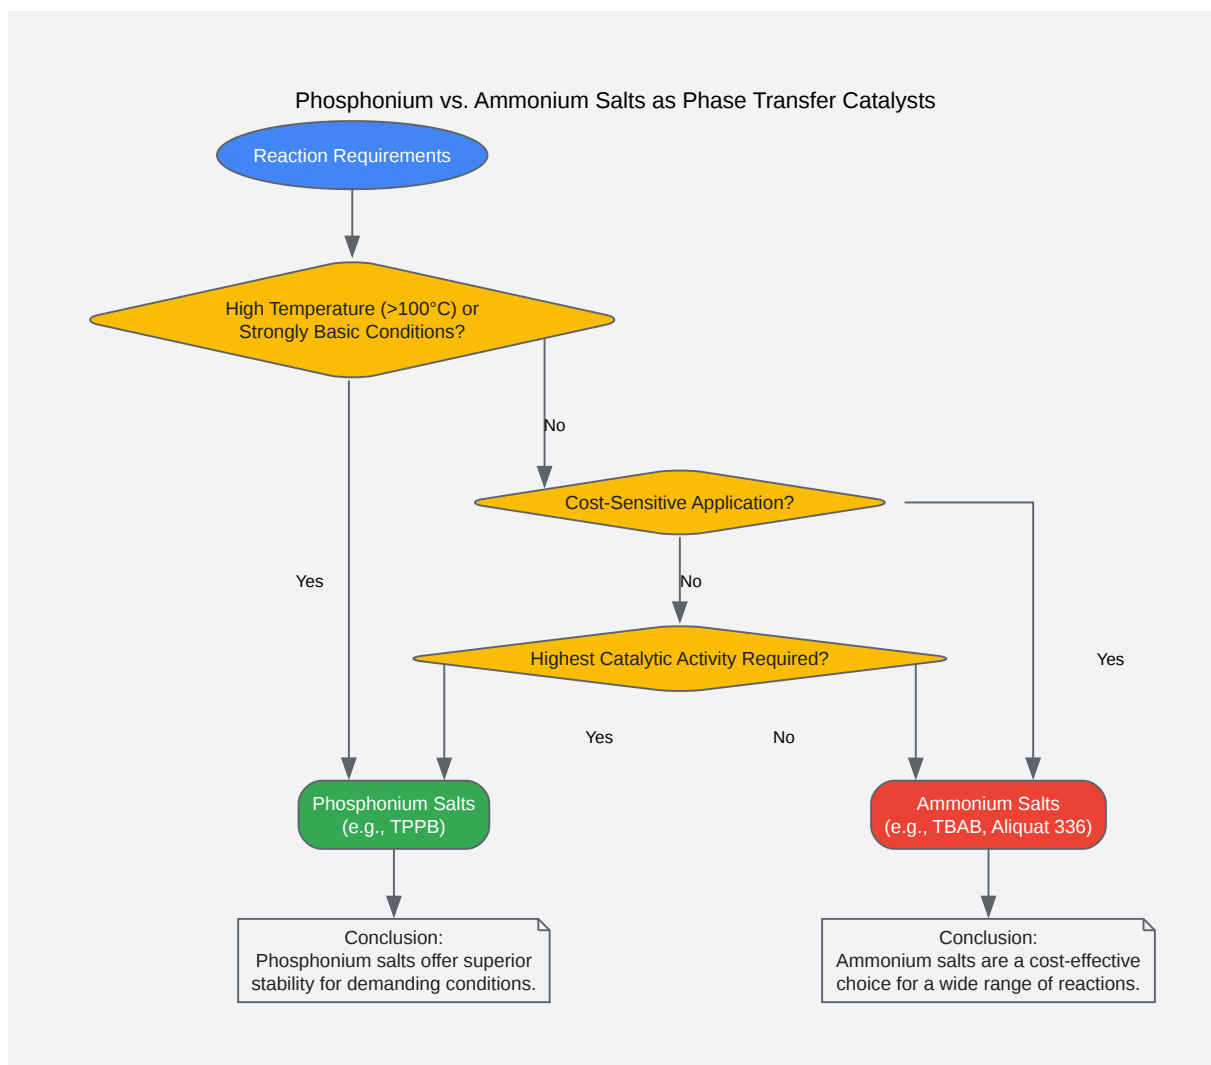 Phosphonium vs. Ammonium Salts as Phase Transfer Catalysts
Reaction Requirements
High Temperature (>100°C) or
Strongly Basic Conditions?
No
Cost-Sensitive Application?
Yes
No
Highest Catalytic Activity Required?
Yes
Yes
No
Phosphonium Salts
(e.g., TPPB)
Ammonium Salts
(e.g., TBAB, Aliquat 336)
Conclusion:
Phosphonium salts offer superior
stability for demanding conditions.
Conclusion:
Ammonium salts are a cost-effective
choice for a wide range of reactions.